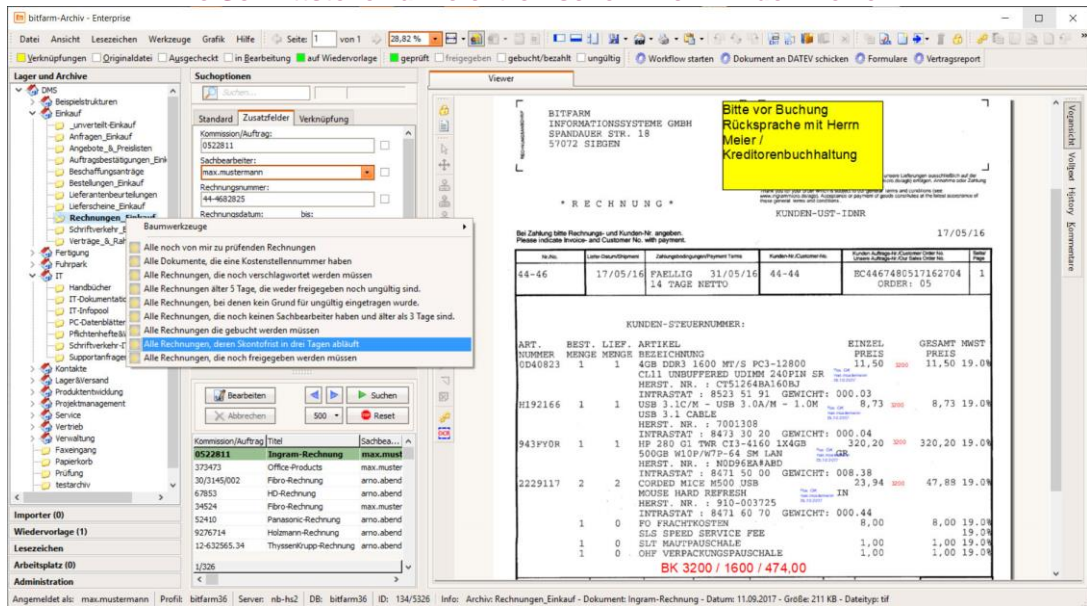 bitfarm-Archiv - Enterprise
Datei Ansicht Lesezeichen Werkzeuge Grafik Hilfe Seite: 1 von 1 28,82 %
Verknüpfungen Originaldatei Ausgecheckt in Bearbeitung auf Wiedervorlage geprüft freigegeben gebucht/bezahlt ungültig Workflow starten Dokument an DATEV schicken Formulare Vertragsreport
Lager und Archive
DMS
Beispielstrukturen
Einkauf
_unverteilt-Einkauf
Anfragen_Einkauf
Angebote_&_Preislisten
Auftragsbestätigungen_Eink
Beschaffungsanträge
Bestellungen_Einkauf
Lieferantenbeurteilungen
Lieferscheine_Einkauf
Rechnungen_Einkauf
Schriftverkehr_E
Verträge_&_Rah
Fertigung
Fuhrpark
IT
Handbücher
IT-Dokumentatio
IT-Infopool
PC-Datenblätter
Pflichtenhefte&L
Schriftverkehr-I
Supportanfrage
Kontakte
Lager&Versand
Produktentwicklung
Projektmanagement
Service
Vertrieb
Verwaltung
Faxeingang
Papierkorb
Prüfung
testarchiv
Importer (0)
Wiedervorlage (1)
Lesezeichen
Arbeitsplatz (0)
Administration
Suchoptionen
Suchen...
Standard Zusatzfelder Verknüpfung
Kommission/Auftrag:
0522811
Sachbearbeiter:
max.mustermann
Rechnungsnummer:
44-4682825
Rechnungsdatum: bis:
Baumwerkzeuge
Alle noch von mir zu prüfenden Rechnungen
Alle Dokumente, die eine Kostenstellennummer haben
Alle Rechnungen, die noch verschlagwortet werden müssen
Alle Rechnungen älter 5 Tage, die weder freigegeben noch ungültig sind.
Alle Rechnungen, bei denen kein Grund für ungültig eingetragen wurde.
Alle Rechnungen, die noch keinen Sachbearbeiter haben und älter als 3 Tage sind.
Alle Rechnungen die gebucht werden müssen
Alle Rechnungen, deren Skontofrist in drei Tagen abläuft
Alle Rechnungen, die noch freigegeben werden müssen
Bearbeiten Suchen
Abbrechen 500 Reset
Kommission/Auftrag Titel Sachbea...
0522811 Ingram-Rechnung max.must
373473 Office-Products max.muster
30/3145/002 Fibro-Rechnung arno.abend
67853 HD-Rechnung arno.abend
34524 Fibro-Rechnung max.muster
52410 Panasonic-Rechnung arno.abend
9276714 Holzmann-Rechnung arno.abend
12-632565.34 ThyssenKrupp-Rechnung arno.abend
1/326
Viewer
BITFARM
INFORMATIONSSYSTEME GMBH
SPANDAUER STR. 18
57072 SIEGEN
Bitte vor Buchung
Rücksprache mit Herrn
Meier /
Kreditorenbuchhaltung
* R E C H N U N G *
KUNDEN-UST-
IDNR
17/05/16
Bei Zahlung bitte Rechnungs- und Kunden-Nr. angeben.
Please indicate Invoice- and Customer No. with payment.
44-46 17/05/16 FAELLIG 31/05/16 44-44 EC4467480517162704 1
14 TAGE NETTO ORDER: 05
KUNDEN-STEUERNUMMER:
ART. BEST. LIEF. ARTIKEL EINZEL GESAMT MWST
NUMMER MENGE MENGE BEZEICHNUNG PREIS PREIS
0D40823 1 1 4GB DDR3 1600 MT/S PC3-12800 11,50 3200 11,50 19.0%
CL11 UNBUFFERED UDIMM 240PIN SR
HERST. NR. : CT51264BA160BJ
INTRASTAT : 8523 51 91 GEWICHT: 000.03
H192166 1 1 USB 3.1C/M - USB 3.0A/M - 1.0M 8,73 3200 8,73 19.0%
USB 3.1 CABLE
HERST. NR. : 7001308
INTRASTAT : 8473 30 20 GEWICHT: 000.04
943FY0R 1 1 HP 280 G1 TWR CI3-4160 1X4GB 320,20 3200 320,20 19.0%
500GB W10P/W7P-64 SM LAN GR
HERST. NR. : N0D96EA#ABD
INTRASTAT : 8471 50 00 GEWICHT: 008.38
2229117 2 2 CORDED MICE M500 USB 23,94 3200 47,88 19.0%
MOUSE HARD REFRESH IN
HERST. NR. : 910-003725
INTRASTAT : 8471 60 70 GEWICHT: 000.44
1 0 FO FRACHTKOSTEN 8,00 8,00 19.0%
SLS SPEED SERVICE FEE 19.0%
1 0 SLT MAUTPAUSCHALE 1,00 1,00 19.0%
1 0 OHF VERPACKUNGSPAUSCHALE 1,00 1,00 19.0%
BK 3200 / 1600 / 474,00
Voransicht
Volltext
History
Kommentare
Angemeldet als: max.mustermann Profil: bitfarm36 Server: nb-hs2 DB: bitfarm36 ID: 134/5326 Info: Archiv: Rechnungen_Einkauf - Dokument: Ingram-Rechnung - Datum: 11.09.2017 - Größe: 211 KB - Dateityp: tif